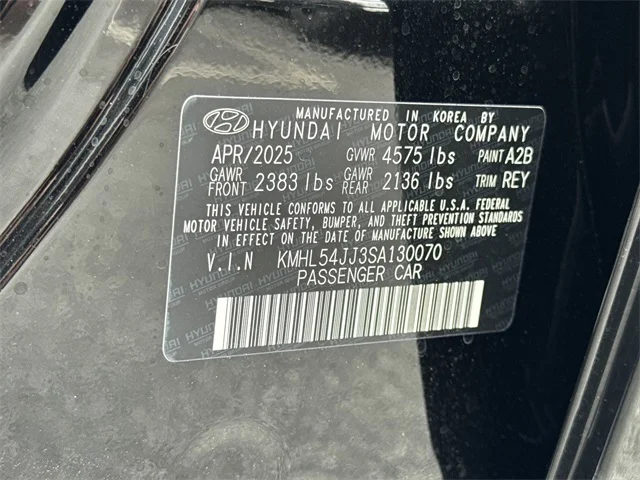 MANUFACTURED IN KOREA BY
HYUNDAI MOTOR COMPANY
APR/2025 GVWR 4575 lbs PAINT A2B
GAWR FRONT 2383 lbs GAWR REAR 2136 lbs TRIM REY
THIS VEHICLE CONFORMS TO ALL APPLICABLE U.S.A. FEDERAL
MOTOR VEHICLE SAFETY, BUMPER, AND THEFT PREVENTION STANDARDS
IN EFFECT ON THE DATE OF MANUFACTURE SHOWN ABOVE
V.I.N KMHL54JJ3SA130070
PASSENGER CAR